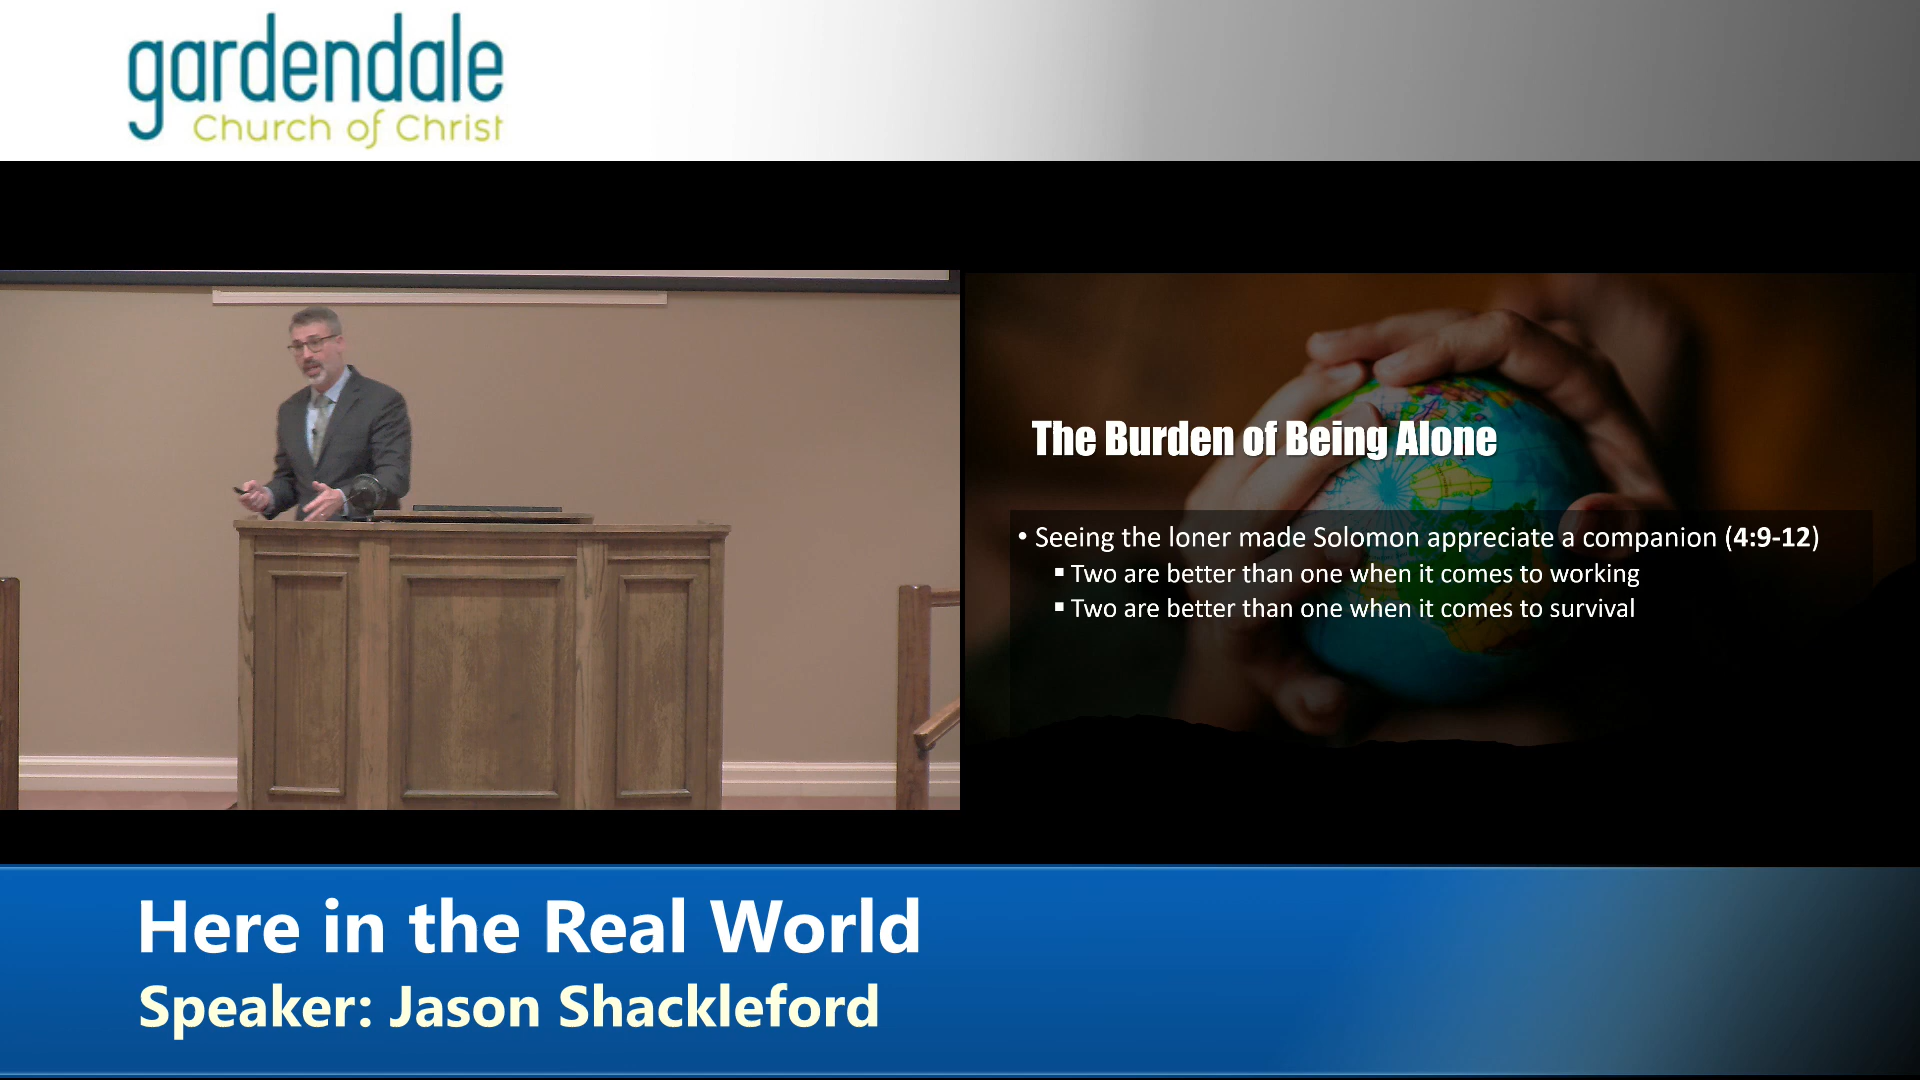 gardendale
Church of Christ
The Burden of Being Alone
• Seeing the loner made Solomon appreciate a companion (4:9-12)
▪ Two are better than one when it comes to working
▪ Two are better than one when it comes to survival
Here in the Real World
Speaker: Jason Shackleford